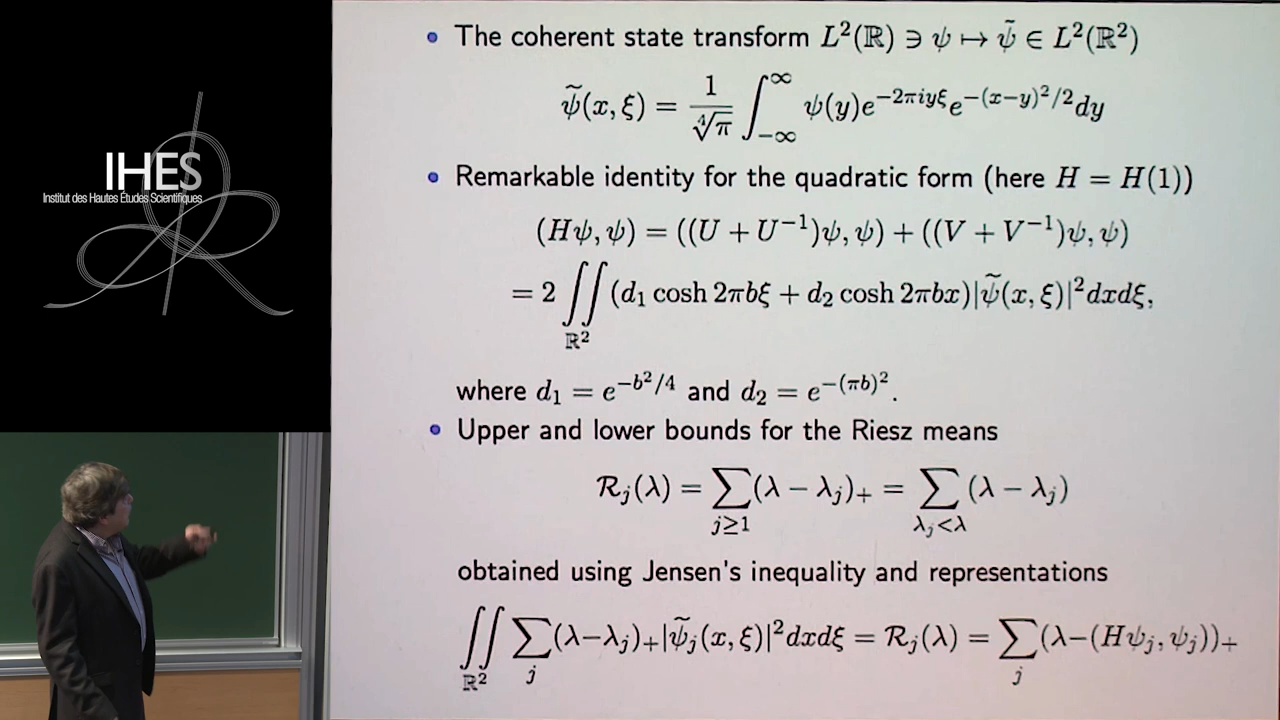 IHES
Institut des Hautes Études Scientifiques
• The coherent state transform L²(ℝ) ∋ ψ ↦ ψ̃ ∈ L²(ℝ²)
ψ̃(x, ξ) = 1/∜π ∫_{−∞}^{∞} ψ(y)e^{−2πiyξ}e^{−(x−y)²/2}dy
• Remarkable identity for the quadratic form (here H = H(1))
(Hψ, ψ) = ((U + U⁻¹)ψ, ψ) + ((V + V⁻¹)ψ, ψ)
= 2 ∬_{ℝ²} (d₁ cosh 2πbξ + d₂ cosh 2πbx)|ψ̃(x, ξ)|²dxdξ,
where d₁ = e^{−b²/4} and d₂ = e^{−(πb)²}.
• Upper and lower bounds for the Riesz means
ℛ_j(λ) = ∑_{j≥1} (λ − λ_j)₊ = ∑_{λ_j<λ} (λ − λ_j)
obtained using Jensen's inequality and representations
∬_{ℝ²} ∑_j (λ−λ_j)₊|ψ̃_j(x, ξ)|²dxdξ = ℛ_j(λ) = ∑_j (λ−(Hψ_j, ψ_j))₊